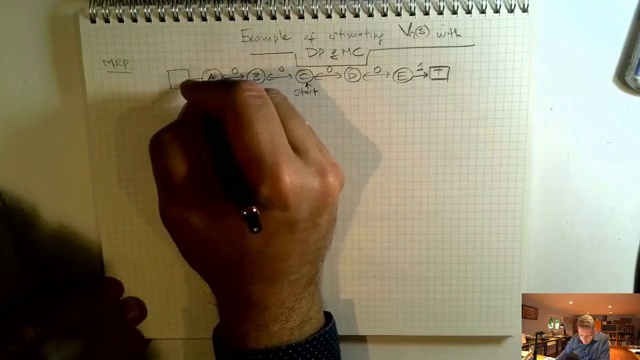 Example of estimating Vπ(s) with
DP & MC
MRP
A 0 B 0 C 0 D 0 E 1 T
start